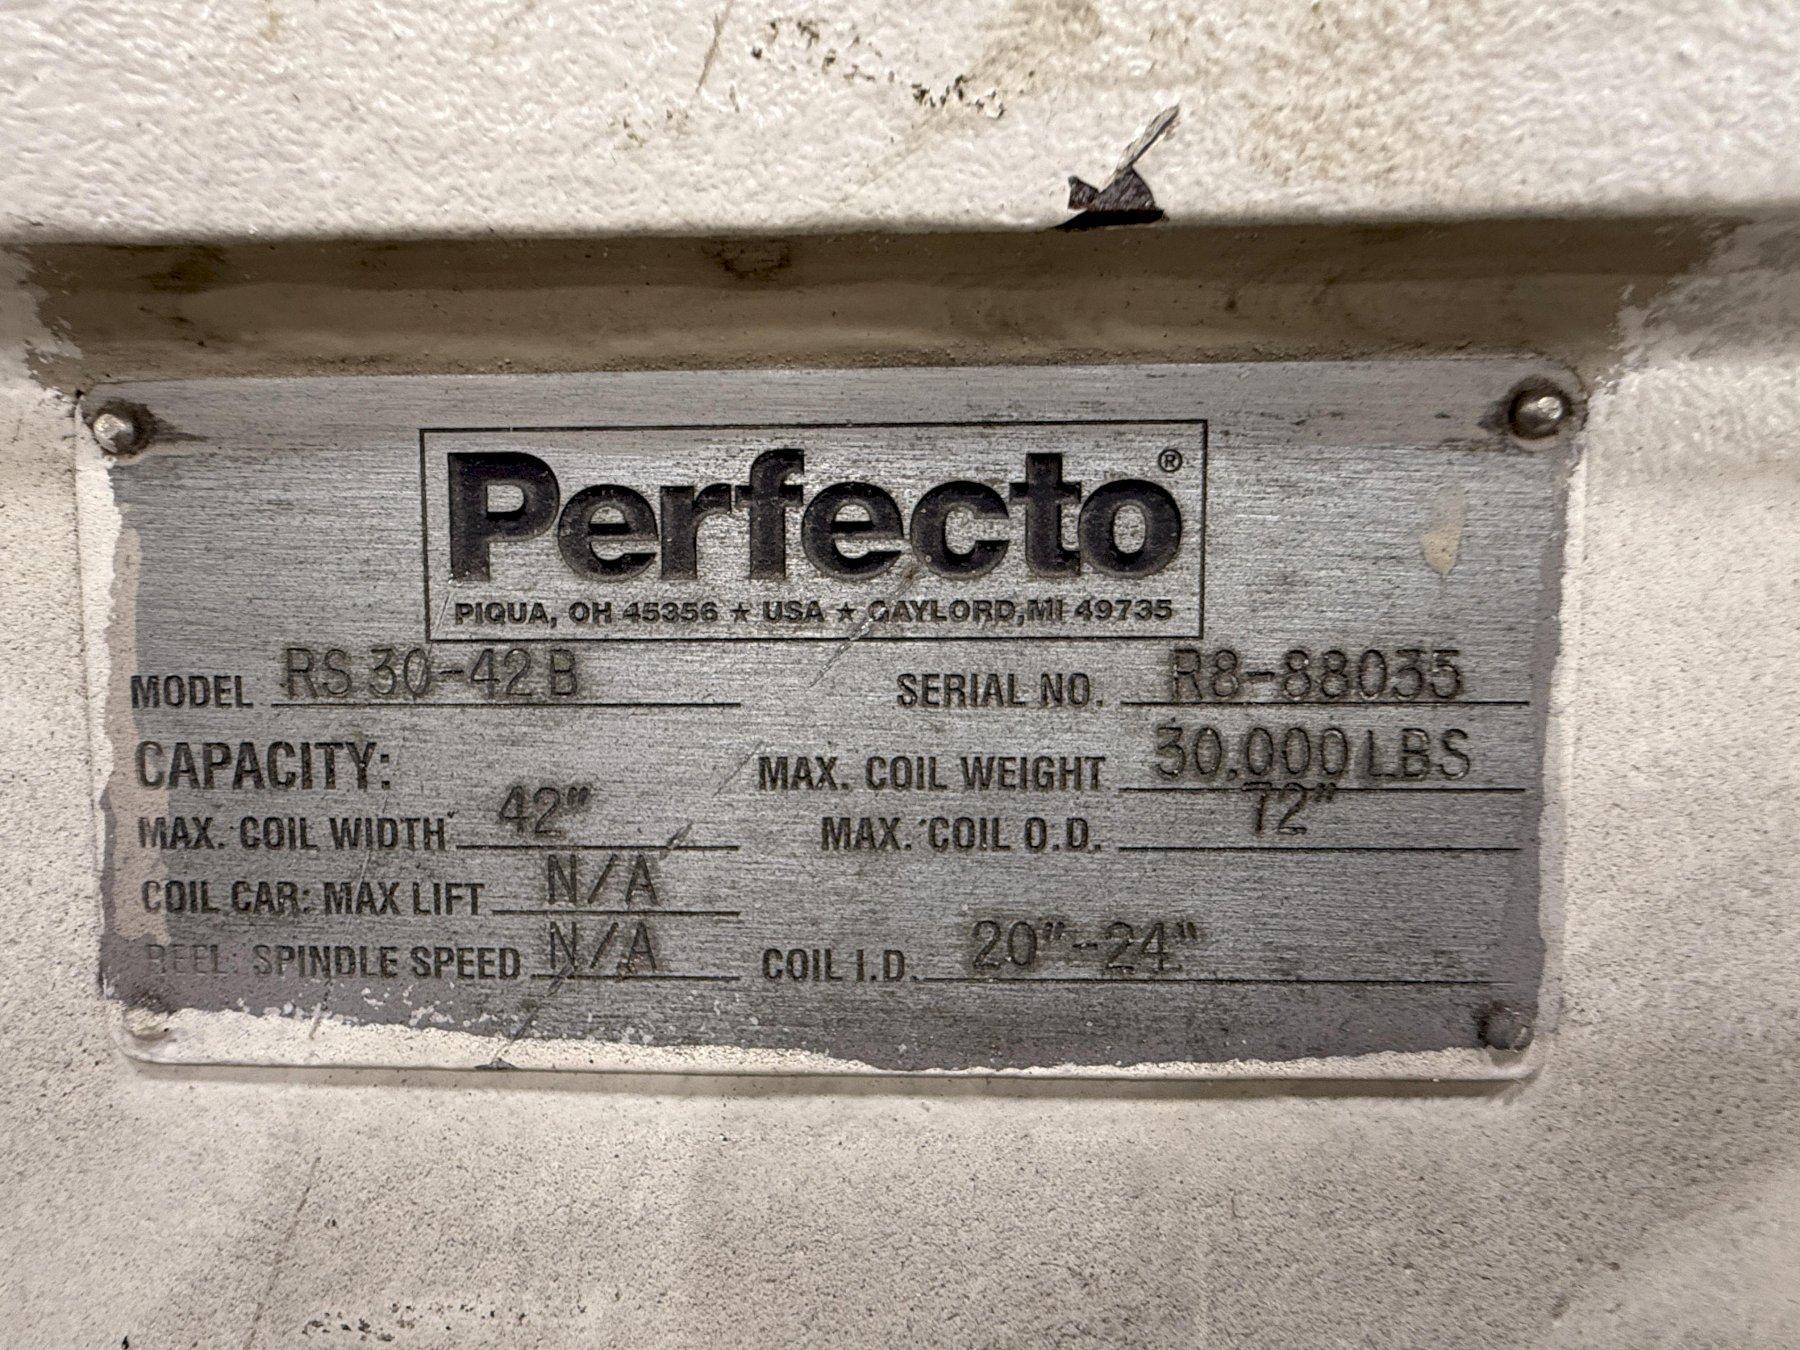 Perfecto®
PIQUA, OH 45356 ★ USA ★ GAYLORD, MI 49735
MODEL RS 30-42 B SERIAL NO. R8-88035
CAPACITY: MAX. COIL WEIGHT 30,000 LBS
MAX. COIL WIDTH 42" MAX. COIL O.D. 72"
COIL CAR: MAX LIFT N/A
REEL: SPINDLE SPEED N/A COIL I.D. 20"-24"